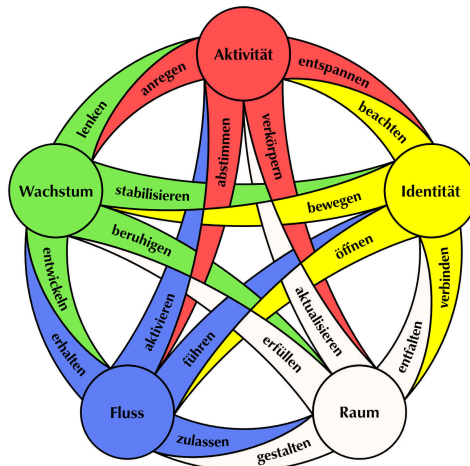 Aktivität
anregen
entspannen
lenken
beachten
abstimmen
verkörpern
Wachstum
stabilisieren
bewegen
Identität
beruhigen
öffnen
entwickeln
erhalten
aktivieren
führen
erfüllen
aktualisieren
entfalten
verbinden
Fluss
zulassen
gestalten
Raum